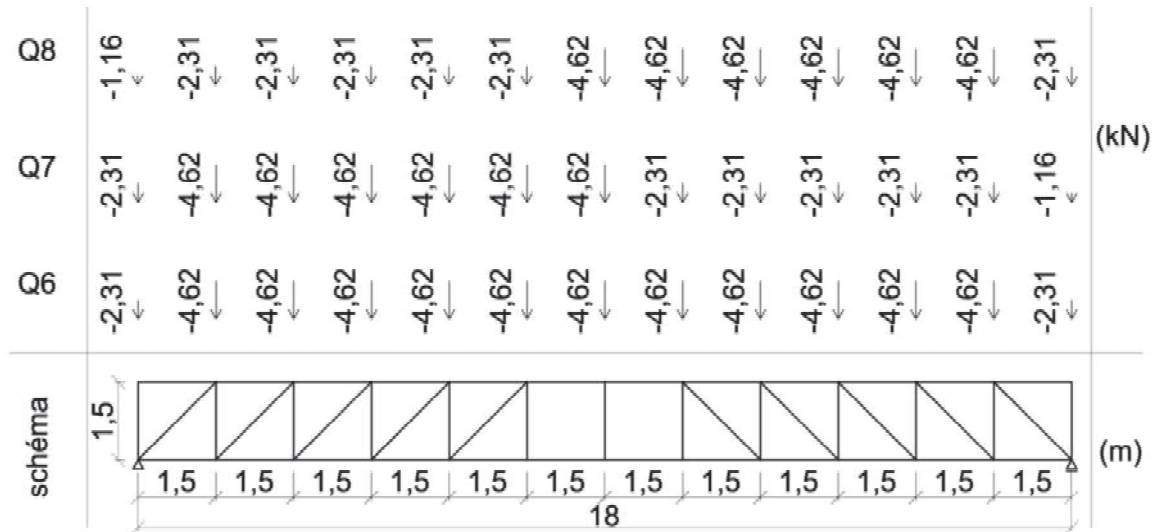 Q8 -1,16 -2,31 -2,31 -2,31 -2,31 -2,31 -4,62 -4,62 -4,62 -4,62 -4,62 -4,62 -2,31
Q7 -2,31 -4,62 -4,62 -4,62 -4,62 -4,62 -4,62 -2,31 -2,31 -2,31 -2,31 -2,31 -1,16
(kN)
Q6 -2,31 -4,62 -4,62 -4,62 -4,62 -4,62 -4,62 -4,62 -4,62 -4,62 -4,62 -4,62 -2,31
schéma 1,5 (m)
1,5 1,5 1,5 1,5 1,5 1,5 1,5 1,5 1,5 1,5 1,5 1,5
18